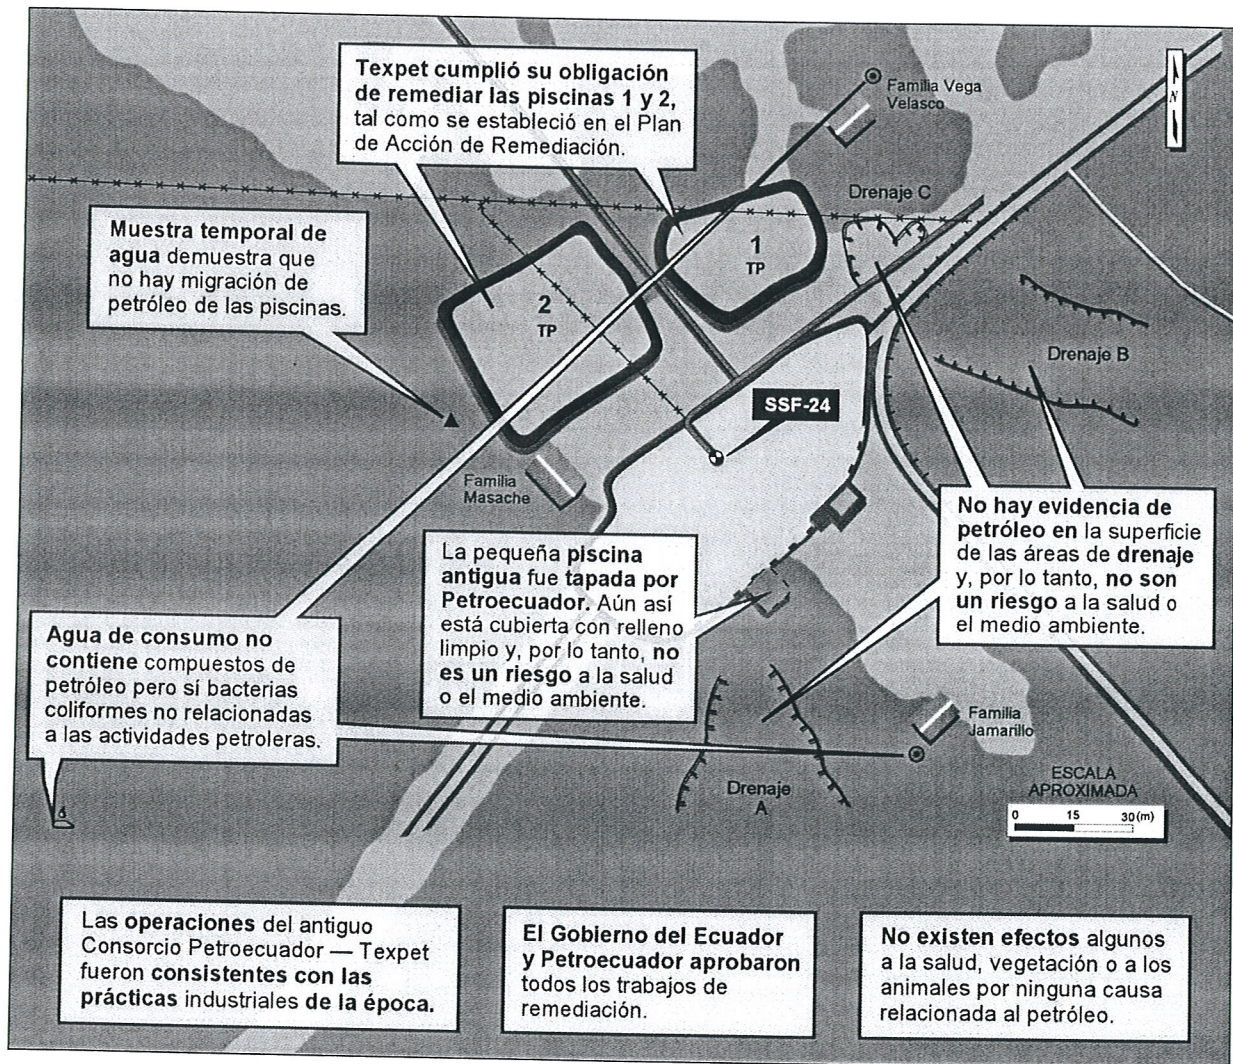 Texpet cumplió su obligación
de remediar las piscinas 1 y 2,
tal como se estableció en el Plan
de Acción de Remediación.
Familia Vega
Velasco
N
Drenaje C
Muestra temporal de
agua demuestra que
no hay migración de
petróleo de las piscinas.
1
TP
2
TP
Drenaje B
SSF-24
Familia
Masache
No hay evidencia de
petróleo en la superficie
de las áreas de drenaje
y, por lo tanto, no son
un riesgo a la salud o
el medio ambiente.
La pequeña piscina
antigua fue tapada por
Petroecuador. Aún así
está cubierta con relleno
limpio y, por lo tanto, no
es un riesgo a la salud
o el medio ambiente.
Agua de consumo no
contiene compuestos de
petróleo pero sí bacterias
coliformes no relacionadas
a las actividades petroleras.
Familia
Jamarillo
Drenaje
A
ESCALA
APROXIMADA
0 15 30 (m)
Las operaciones del antiguo
Consorcio Petroecuador — Texpet
fueron consistentes con las
prácticas industriales de la época.
El Gobierno del Ecuador
y Petroecuador aprobaron
todos los trabajos de
remediación.
No existen efectos algunos
a la salud, vegetación o a los
animales por ninguna causa
relacionada al petróleo.